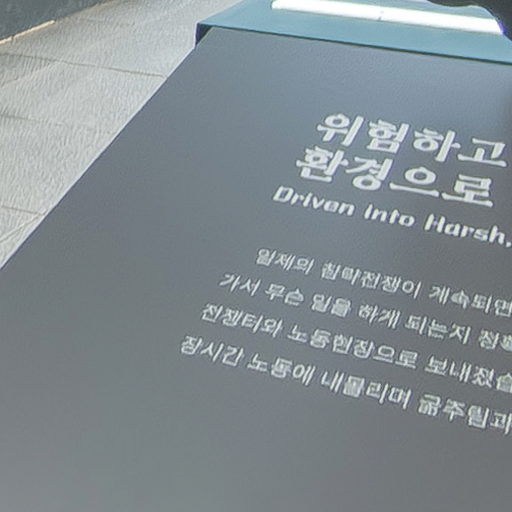 위험하고
환경으로
Driven into Harsh,
일제의 침략전쟁이 계속되면
가서 무슨 일을 하게 되는지 정확
전쟁터와 노동현장으로 보내졌습
장시간 노동에 내몰리며 굶주림과